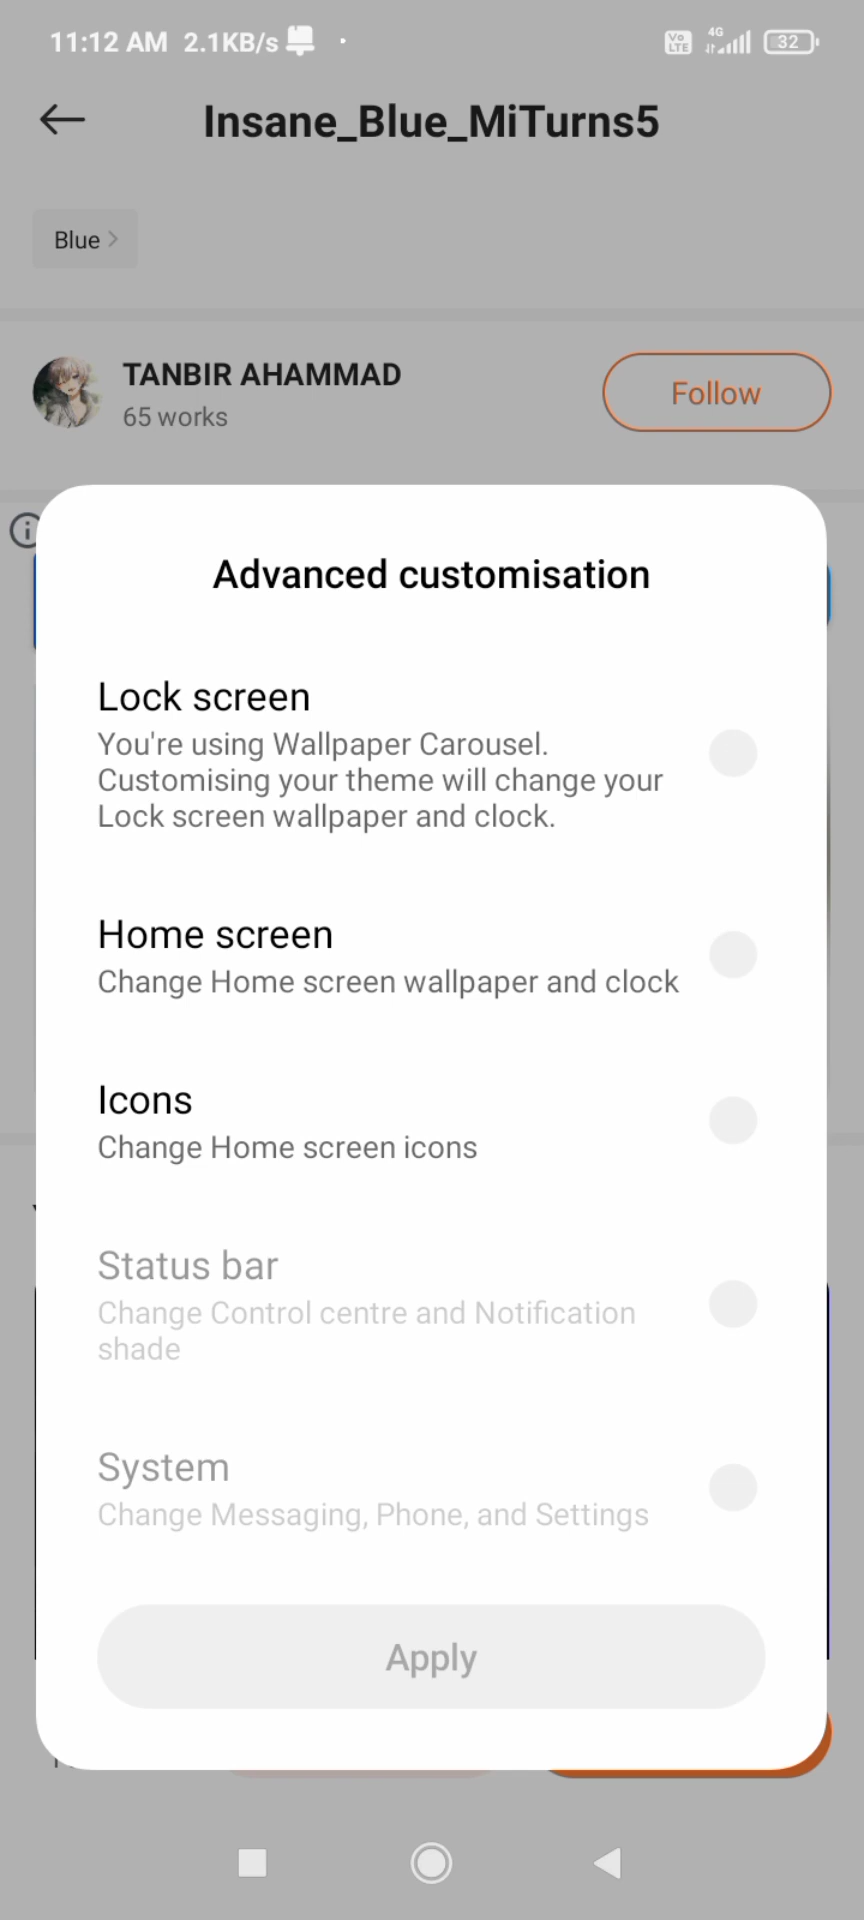 11:12 AM 2.1KB/s
Vo LTE 4G 32
Insane_Blue_MiTurns5
Blue
TANBIR AHAMMAD
65 works
Follow
Advanced customisation
Lock screen
You're using Wallpaper Carousel.
Customising your theme will change your
Lock screen wallpaper and clock.
Home screen
Change Home screen wallpaper and clock
Icons
Change Home screen icons
Status bar
Change Control centre and Notification
shade
System
Change Messaging, Phone, and Settings
Apply